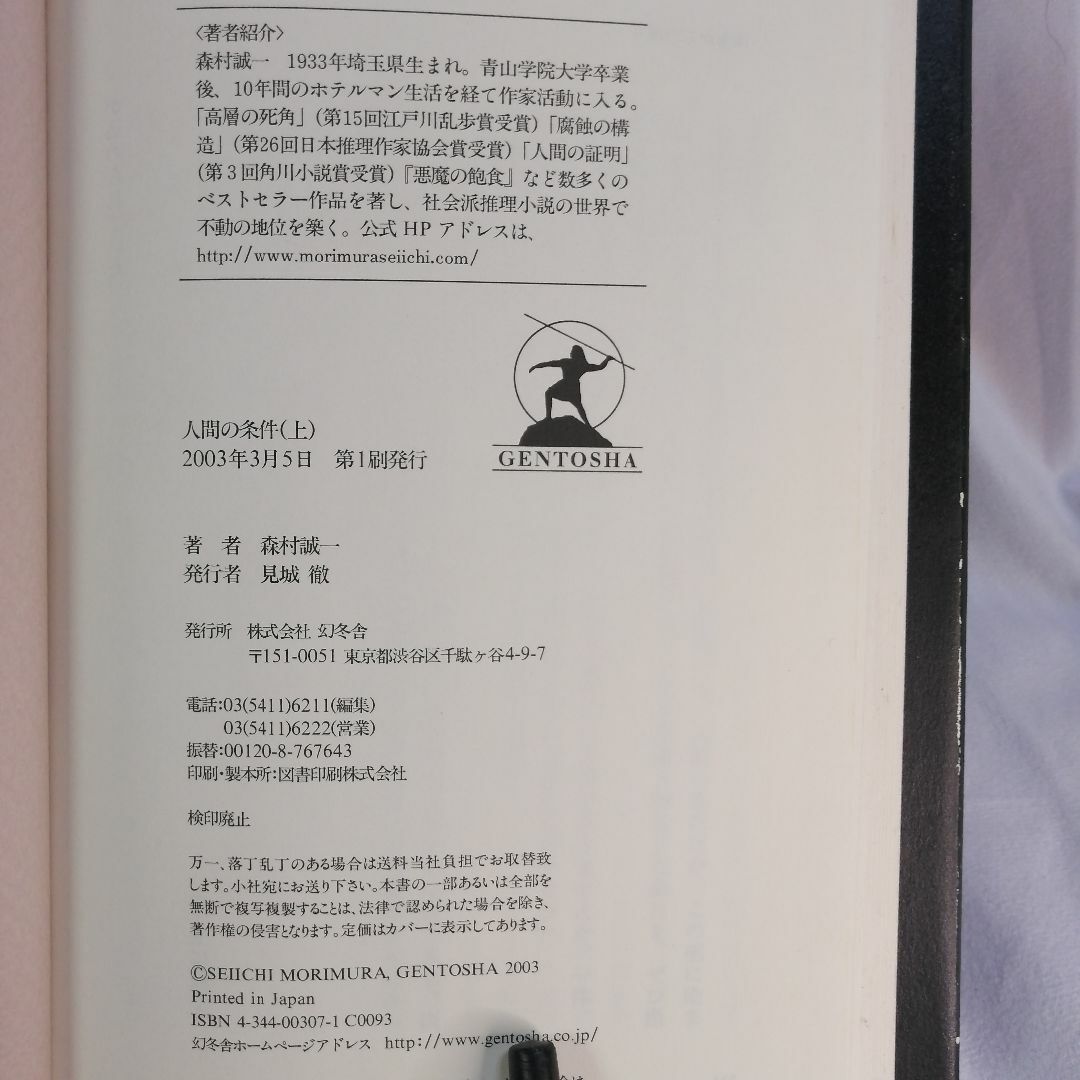 〈著者紹介〉
森村誠一　1933年埼玉県生まれ。青山学院大学卒業
後、10年間のホテルマン生活を経て作家活動に入る。
「高層の死角」(第15回江戸川乱歩賞受賞)「腐蝕の構
造」(第26回日本推理作家協会賞受賞)「人間の証明」
(第3回角川小説賞受賞)『悪魔の飽食』など数多くの
ベストセラー作品を著し、社会派推理小説の世界で
不動の地位を築く。公式 HP アドレスは、
http://www.morimuraseiichi.com/
GENTOSHA
人間の条件(上)
2003年3月5日　第1刷発行
著　者　森村誠一
発行者　見城 徹
発行所　株式会社 幻冬舎
〒151-0051 東京都渋谷区千駄ヶ谷4-9-7
電話:03(5411)6211(編集)
03(5411)6222(営業)
振替:00120-8-767643
印刷・製本所:図書印刷株式会社
検印廃止
万一、落丁乱丁のある場合は送料当社負担でお取替致
します。小社宛にお送り下さい。本書の一部あるいは全部を
無断で複写複製することは、法律で認められた場合を除き、
著作権の侵害となります。定価はカバーに表示してあります。
©SEIICHI MORIMURA, GENTOSHA 2003
Printed in Japan
ISBN 4-344-00307-1 C0093
幻冬舎ホームページアドレス　http://www.gentosha.co.jp/